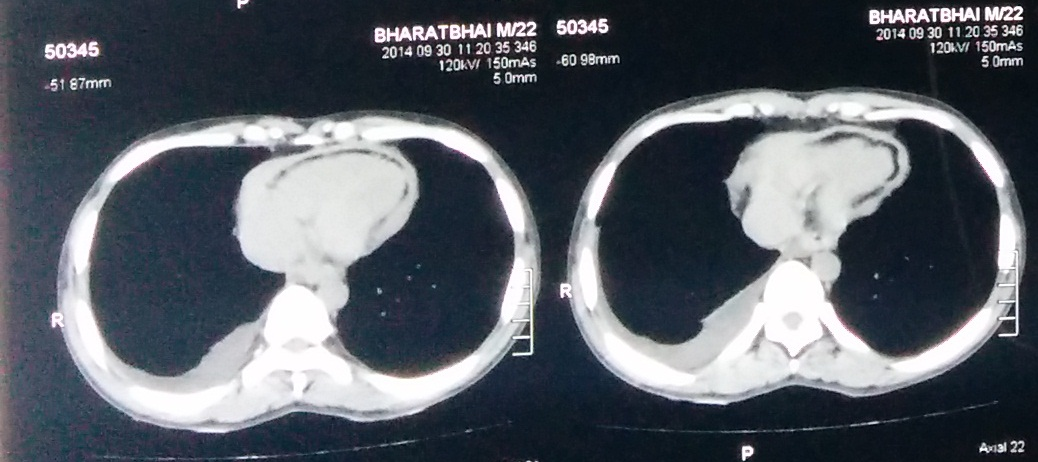 P
50345
-51 87mm
BHARATBHAI M/22
2014 09 30 11 20 35 346
120kV/ 150mAs
5 0mm
R
50345
-60 98mm
BHARATBHAI M/22
2014 09 30 11 20 35 346
120kV/ 150mAs
5 0mm
R
P
Axial 22